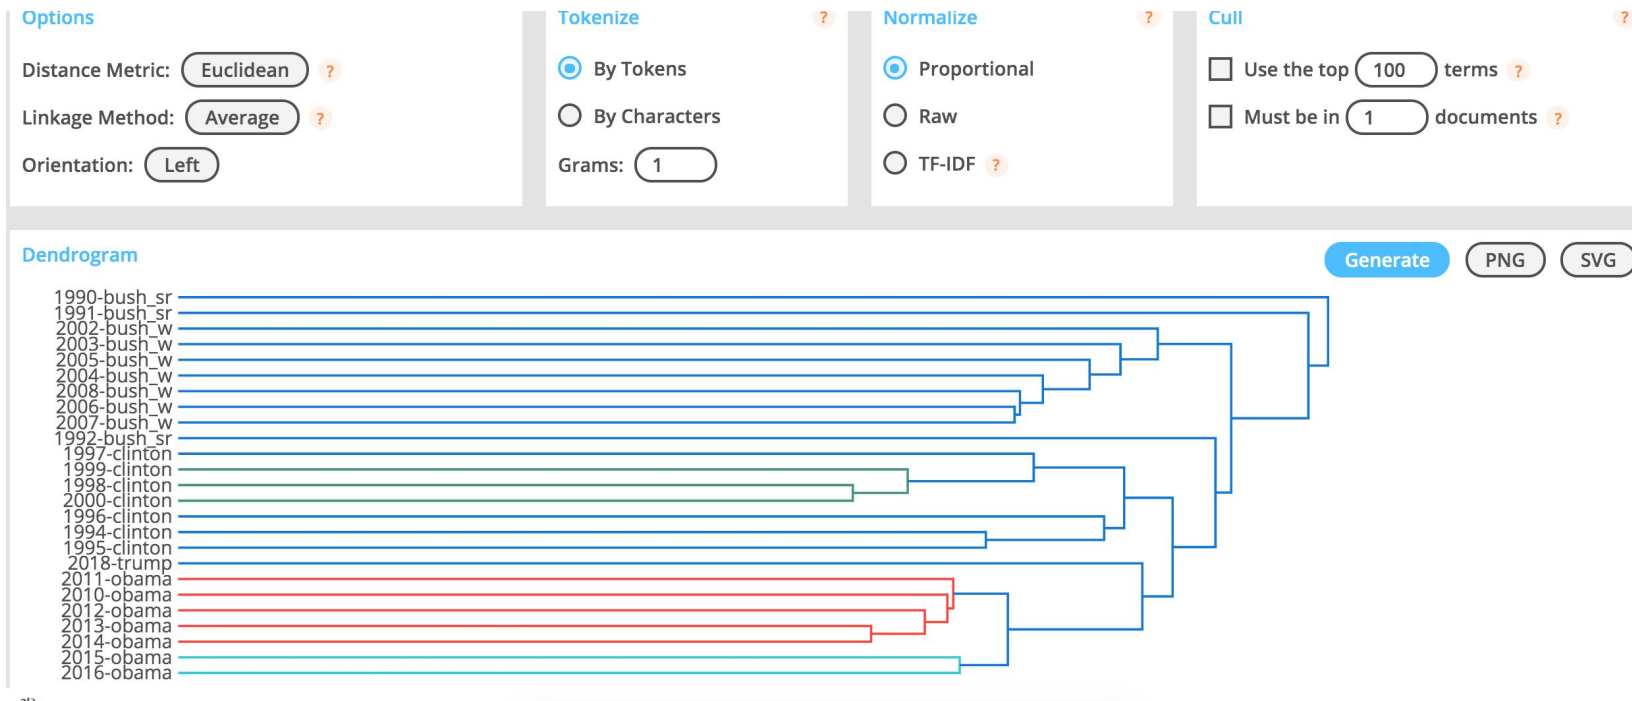 Options
Distance Metric: Euclidean ?
Linkage Method: Average ?
Orientation: Left
Tokenize ?
By Tokens
By Characters
Grams: 1
Normalize ?
Proportional
Raw
TF-IDF ?
Cull ?
Use the top 100 terms ?
Must be in 1 documents ?
Dendrogram
Generate PNG SVG
1990-bush_sr
1991-bush_sr
2002-bush_w
2003-bush_w
2005-bush_w
2004-bush_w
2008-bush_w
2006-bush_w
2007-bush_w
1992-bush_sr
1997-clinton
1999-clinton
1998-clinton
2000-clinton
1996-clinton
1994-clinton
1995-clinton
2018-trump
2011-obama
2010-obama
2012-obama
2013-obama
2014-obama
2015-obama
2016-obama